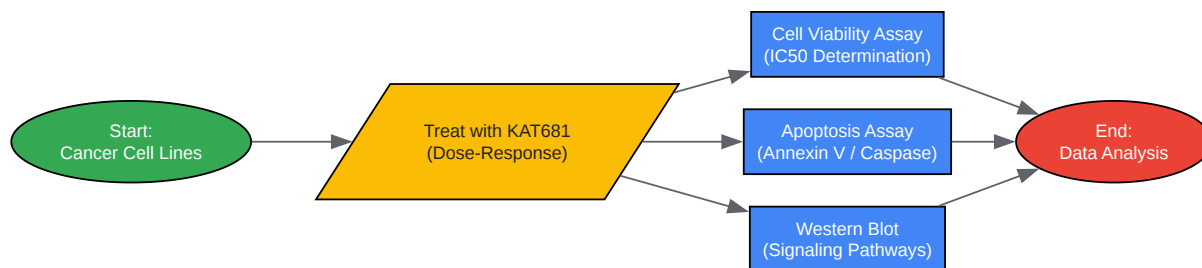 Start:
Cancer Cell Lines
Treat with KAT681
(Dose-Response)
Cell Viability Assay
(IC50 Determination)
Apoptosis Assay
(Annexin V / Caspase)
Western Blot
(Signaling Pathways)
End:
Data Analysis